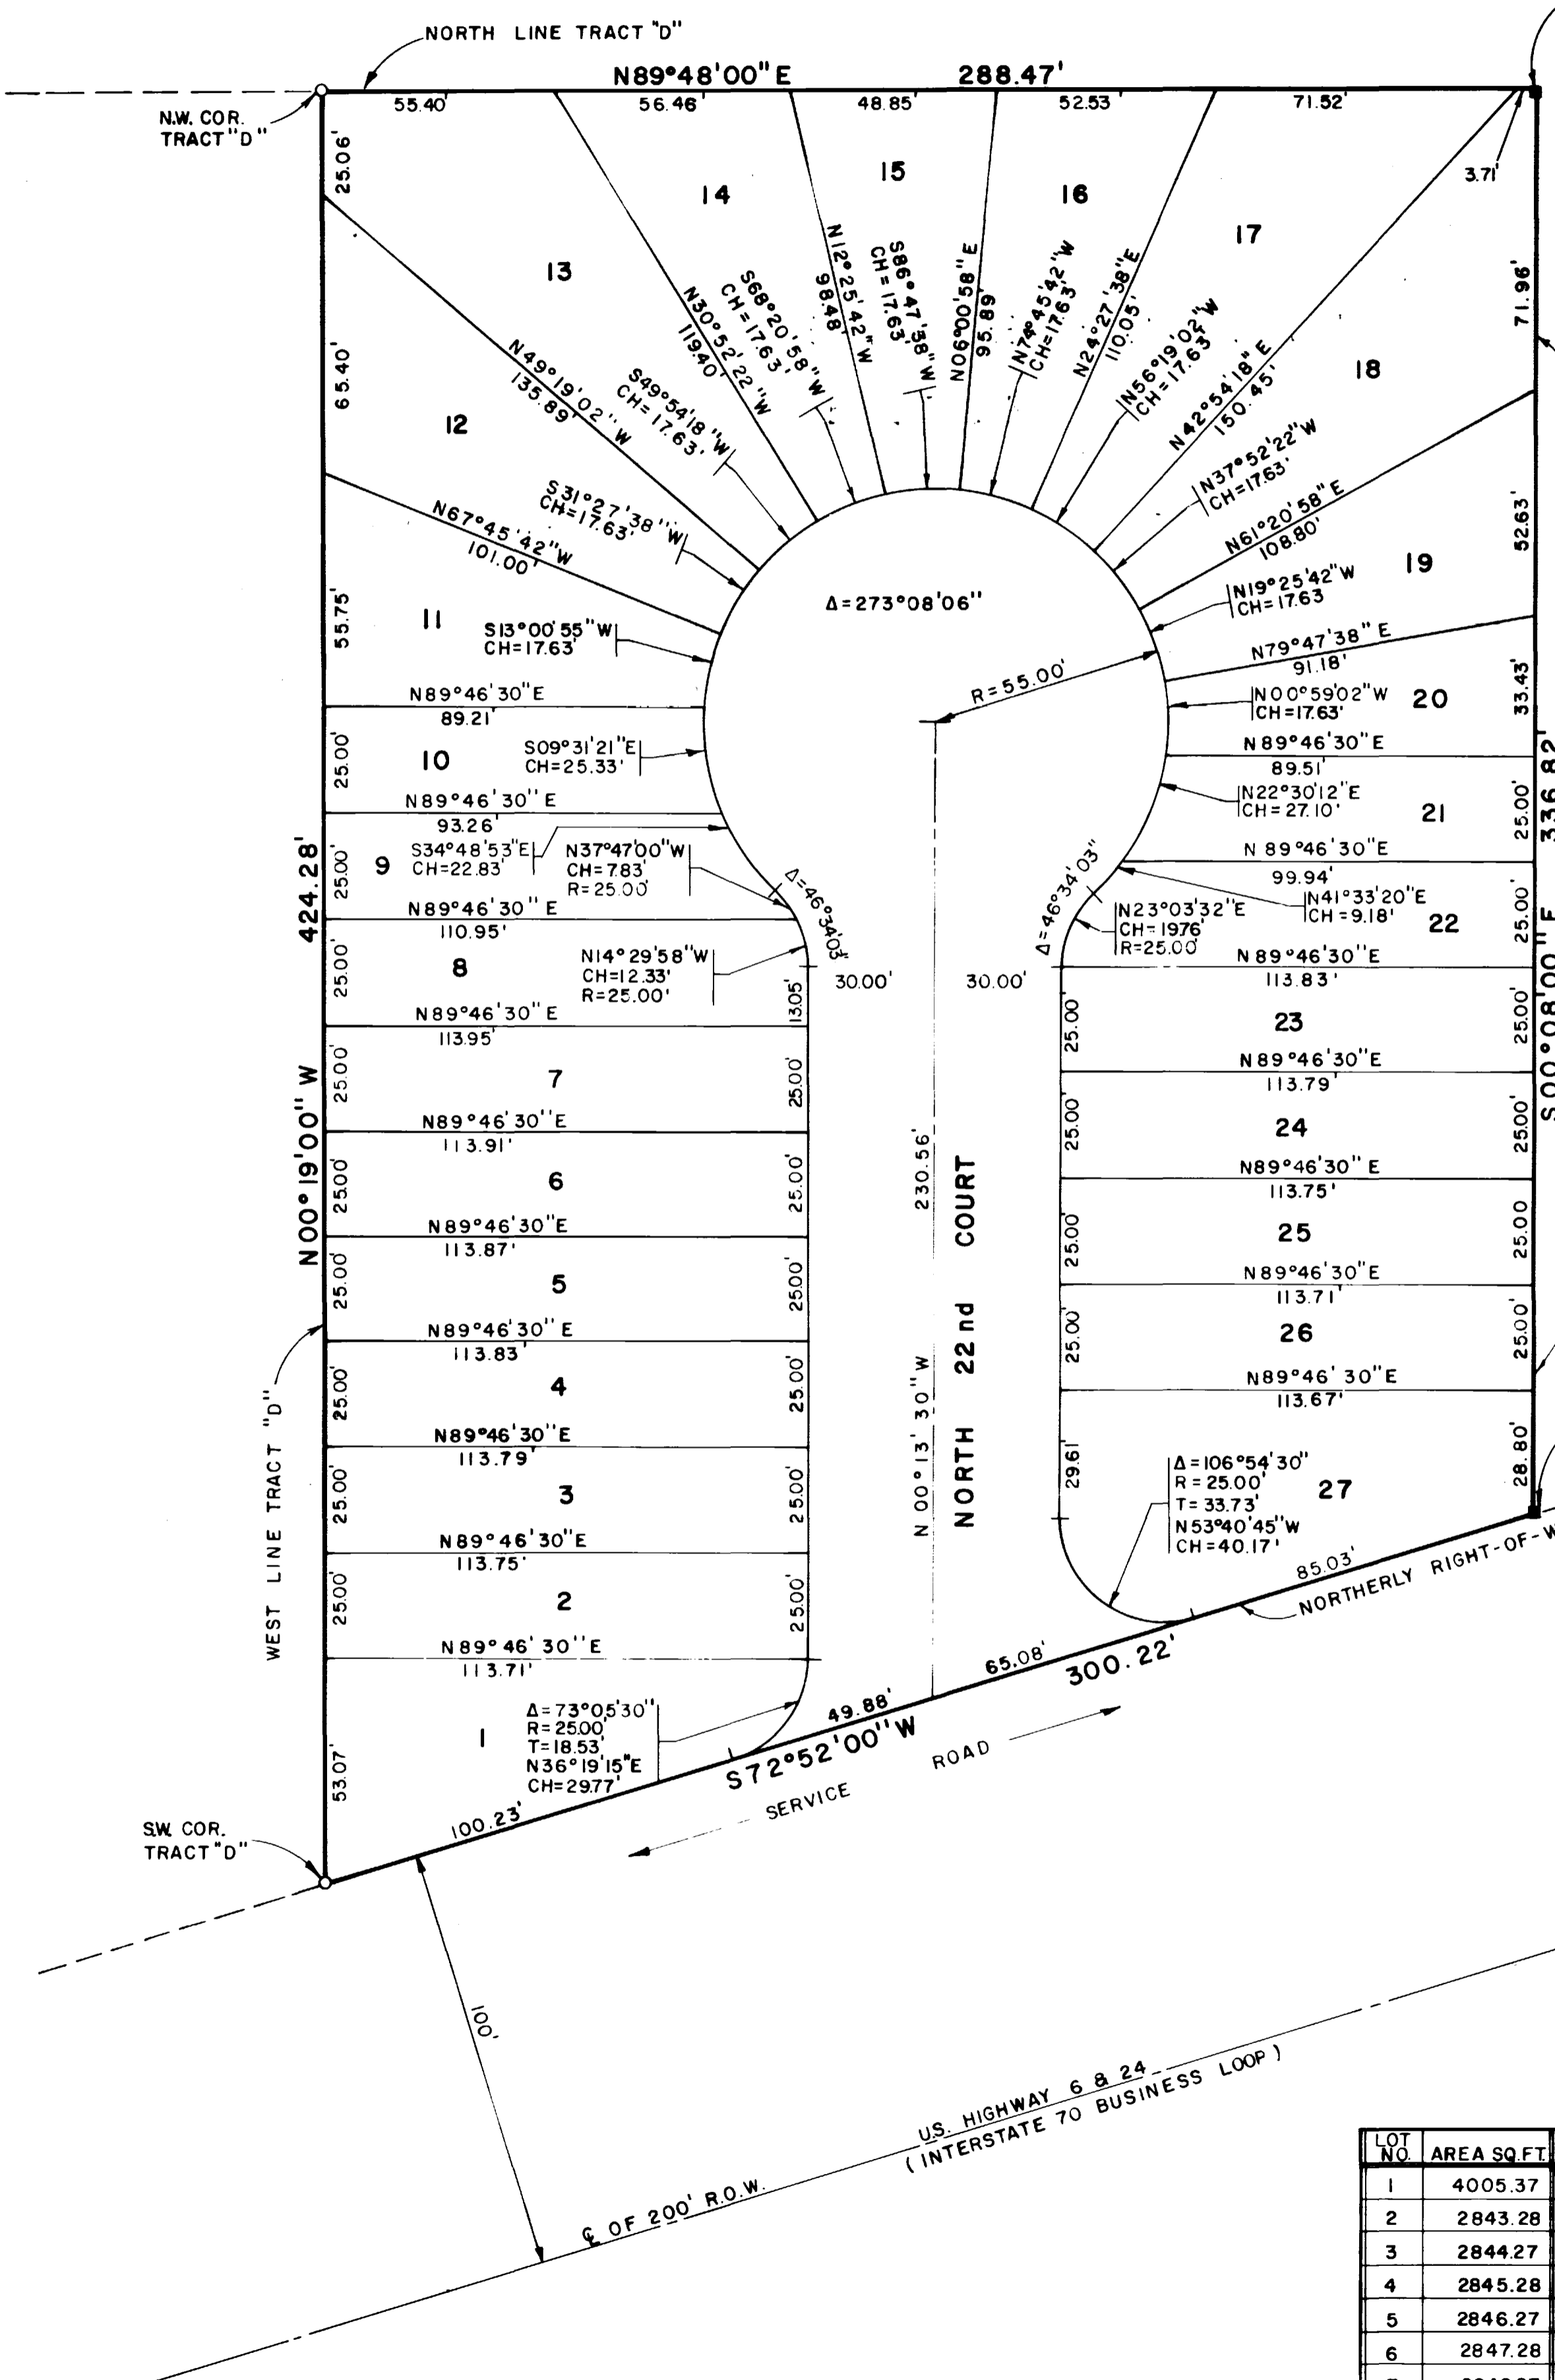 NORTH LINE TRACT "D"
N89°48'00"E 288.47'
55.40' 56.46' 48.85' 52.53' 71.52'
N.W. COR.
TRACT "D"
3.71'
25.06'
65.40'
55.75'
25.00'
25.00'
25.00'
25.00'
25.00'
25.00'
25.00'
25.00'
25.00'
53.07'
424.28'
N00°19'00" W
WEST LINE TRACT "D"
S.W. COR.
TRACT "D"
71.96'
52.63'
33.43'
25.00'
25.00'
25.00'
25.00'
25.00
25.00'
28.80'
336.82'
S00°08'00"E
13
14
15
16
17
18
12
N49°19'02"W
135.89'
S49°54'18"W
CH=17.63'
N30°52'22"W
119.40'
S68°20'58"W
CH=17.63'
N12°25'42"W
98.48'
S86°47'38"W
CH=17.63'
N06°00'58"E
95.89'
N74°45'42"W
CH=17.63'
N24°27'38"E
110.05'
N56°19'02"W
CH=17.63'
N42°54'18"E
150.45'
N37°52'22"W
CH=17.63'
N61°20'58"E
108.80'
N67°45'42"W
101.00'
S31°27'38"W
CH=17.63'
Δ=273°08'06"
R=55.00'
11
S13°00'55"W
CH=17.63'
N89°46'30"E
89.21'
10
S09°31'21"E
CH=25.33'
N89°46'30"E
93.26'
9
S34°48'53"E
CH=22.83'
N37°47'00"W
CH=7.83'
R=25.00'
Δ=46°34'03"
N89°46'30"E
110.95'
8
N14°29'58"W
CH=12.33'
R=25.00'
13.05'
30.00' 30.00'
N89°46'30"E
113.95'
7
25.00'
N89°46'30"E
113.91'
6
25.00'
N89°46'30"E
113.87'
5
25.00'
N89°46'30"E
113.83'
4
25.00'
N89°46'30"E
113.79'
3
25.00'
N89°46'30"E
113.75'
2
25.00'
N89°46'30"E
113.71'
1
Δ=73°05'30"
R=25.00'
T=18.53'
N36°19'15"E
CH=29.77'
19
N19°25'42"W
CH=17.63
N79°47'38"E
91.18'
20
N00°59'02"W
CH=17.63'
N89°46'30"E
89.51'
21
N22°30'12"E
CH=27.10'
N89°46'30"E
99.94'
22
N41°33'20"E
CH=9.18'
Δ=46°34'03"
N23°03'32"E
CH=19.76'
R=25.00'
N89°46'30"E
113.83'
23
25.00'
N89°46'30"E
113.79'
24
25.00'
N89°46'30"E
113.75'
25
25.00'
N89°46'30"E
113.71'
26
25.00'
N89°46'30"E
113.67'
27
29.61'
Δ=106°54'30"
R=25.00'
T=33.73'
N53°40'45"W
CH=40.17'
230.56'
N00°13'30"W
NORTH 22nd COURT
85.03'
NORTHERLY RIGHT-OF-W
65.08'
300.22'
49.88'
S72°52'00"W
100.23'
SERVICE ROAD
100'
U.S. HIGHWAY 6 & 24
(INTERSTATE 70 BUSINESS LOOP)
℄ OF 200' R.O.W.
LOT NO. AREA SQ.FT.
1 4005.37
2 2843.28
3 2844.27
4 2845.28
5 2846.27
6 2847.28